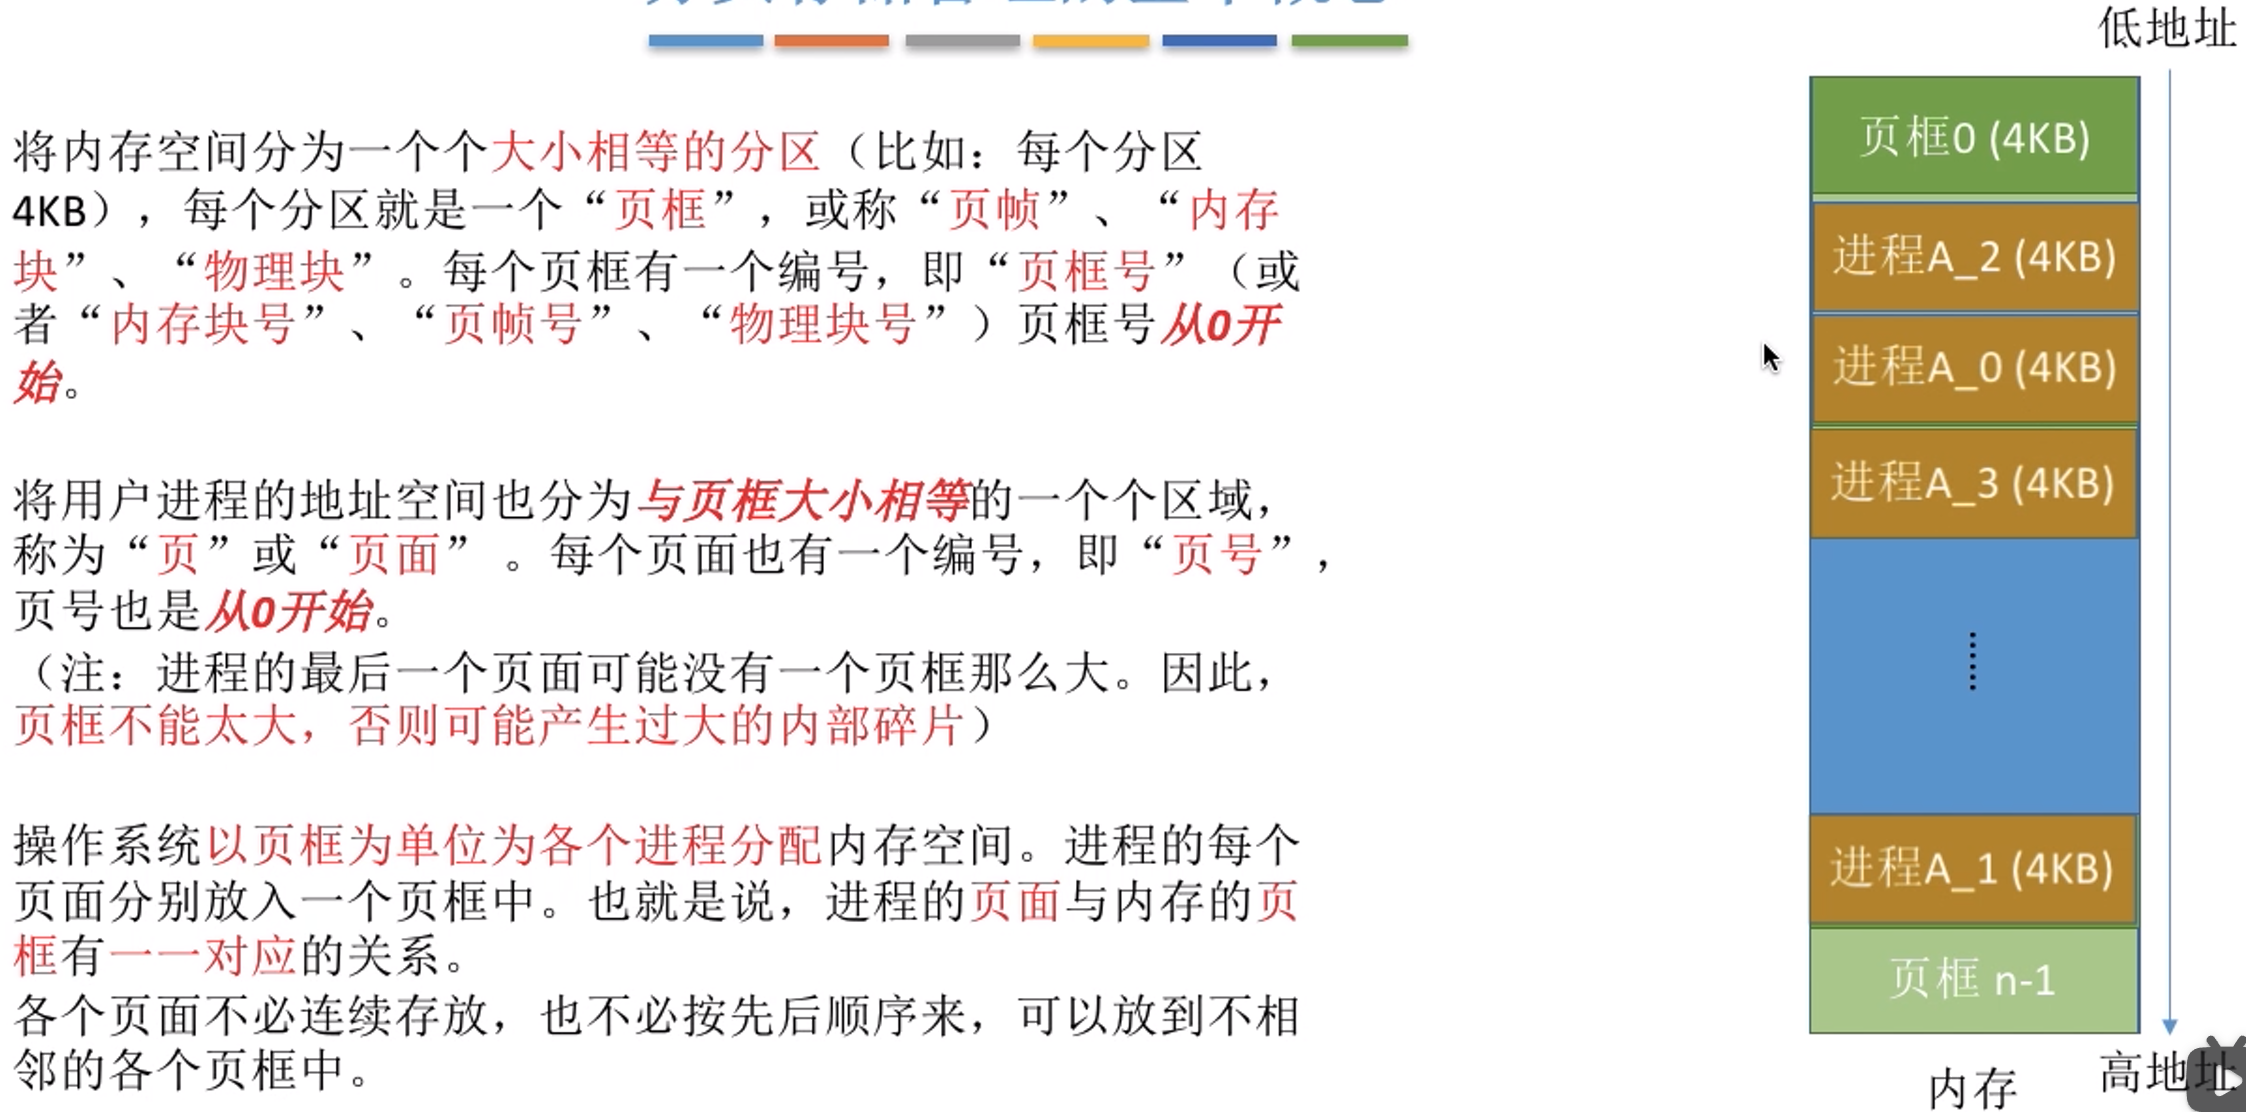 低地址
将内存空间分为一个个大小相等的分区（比如：每个分区
4KB），每个分区就是一个“页框”，或称“页帧”、“内存
块”、“物理块”。每个页框有一个编号，即“页框号”（或
者“内存块号”、“页帧号”、“物理块号”）页框号从0开
始。
将用户进程的地址空间也分为与页框大小相等的一个个区域，
称为“页”或“页面” 。每个页面也有一个编号，即“页号”，
页号也是从0开始。
（注：进程的最后一个页面可能没有一个页框那么大。因此，
页框不能太大，否则可能产生过大的内部碎片）
操作系统以页框为单位为各个进程分配内存空间。进程的每个
页面分别放入一个页框中。也就是说，进程的页面与内存的页
框有一一对应的关系。
各个页面不必连续存放，也不必按先后顺序来，可以放到不相
邻的各个页框中。
页框0 (4KB)
进程A_2 (4KB)
进程A_0 (4KB)
进程A_3 (4KB)
……
进程A_1 (4KB)
页框 n-1
内存
高地址